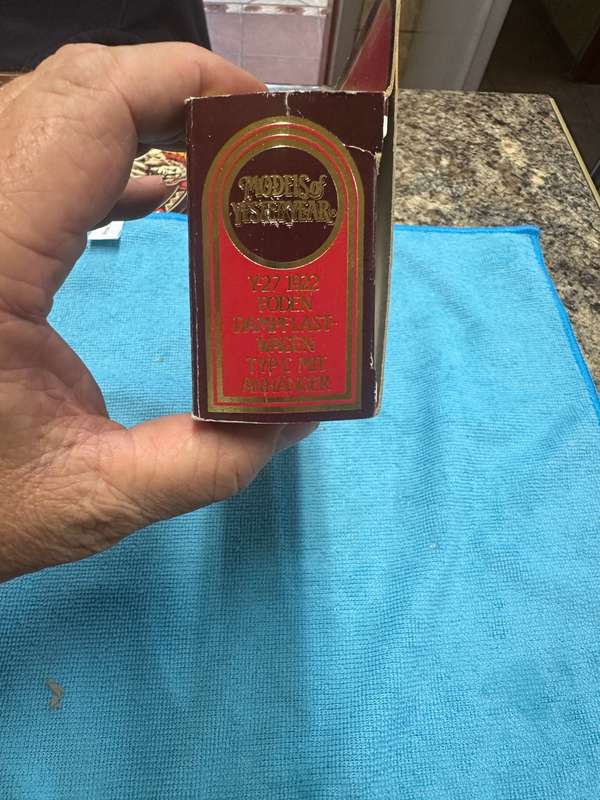 MODELS of
YESTERYEAR®
Y-27 1922
FODEN
DAMPFLAST-
WAGEN
TYP C MIT
ANHÄNGER